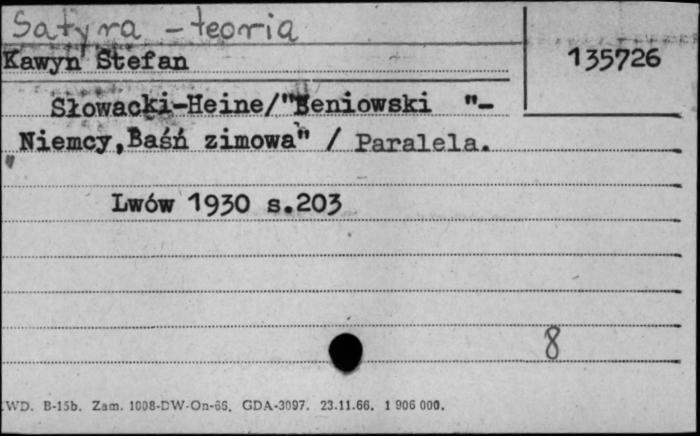 Satyra - teoria
Kawyn Stefan
135726
Słowacki-Heine/"Beniowski "-
Niemcy,Baśń zimowa" / Paralela.
"
Lwów 1930 s.203
8
WD. B-15b. Zam. 1008-DW-On-66. GDA-3097. 23.11.66. 1 906 000.